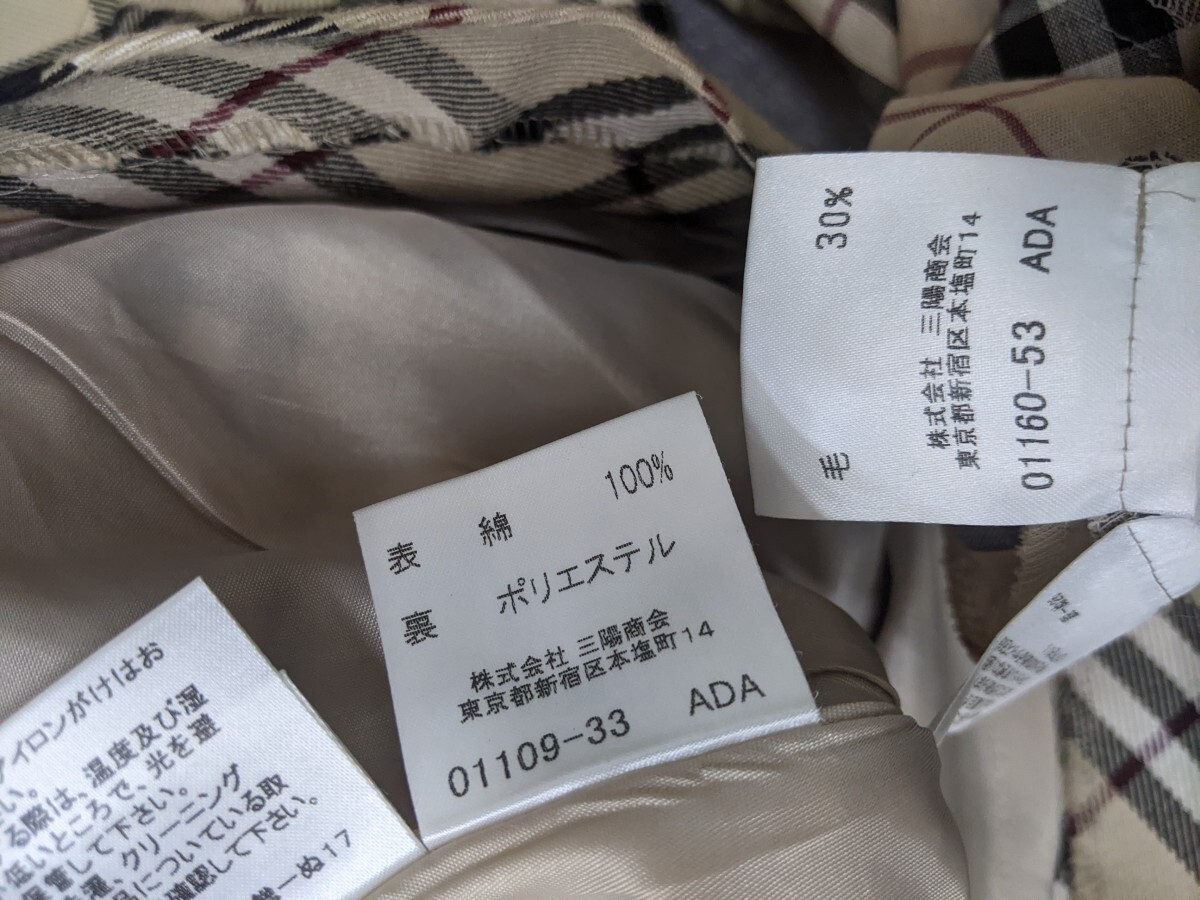 毛 30%
株式会社 三陽商会
東京都新宿区本塩町14
01160-53 ADA
表 綿 100%
裏 ポリエステル
株式会社 三陽商会
東京都新宿区本塩町14
01109-33 ADA
アイロンがけはお
い。
る際は、温度及び湿
低いところで、光を避
保管して下さい。
濯、クリーニング
品についている取
確認して下さい。
ぬ17